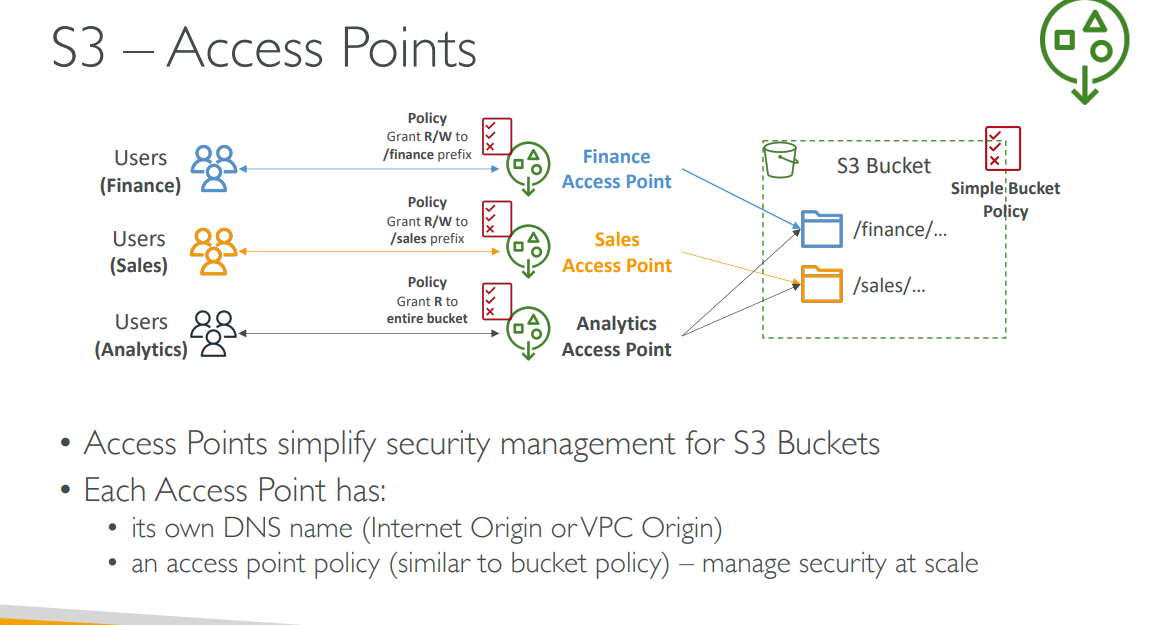 S3 – Access Points
Policy
Grant R/W to
/finance prefix
Users
(Finance)
Finance
Access Point
Policy
Grant R/W to
/sales prefix
Users
(Sales)
Sales
Access Point
Policy
Grant R to
entire bucket
Users
(Analytics)
Analytics
Access Point
S3 Bucket
Simple Bucket
Policy
/finance/...
/sales/...
• Access Points simplify security management for S3 Buckets
• Each Access Point has:
• its own DNS name (Internet Origin or VPC Origin)
• an access point policy (similar to bucket policy) – manage security at scale